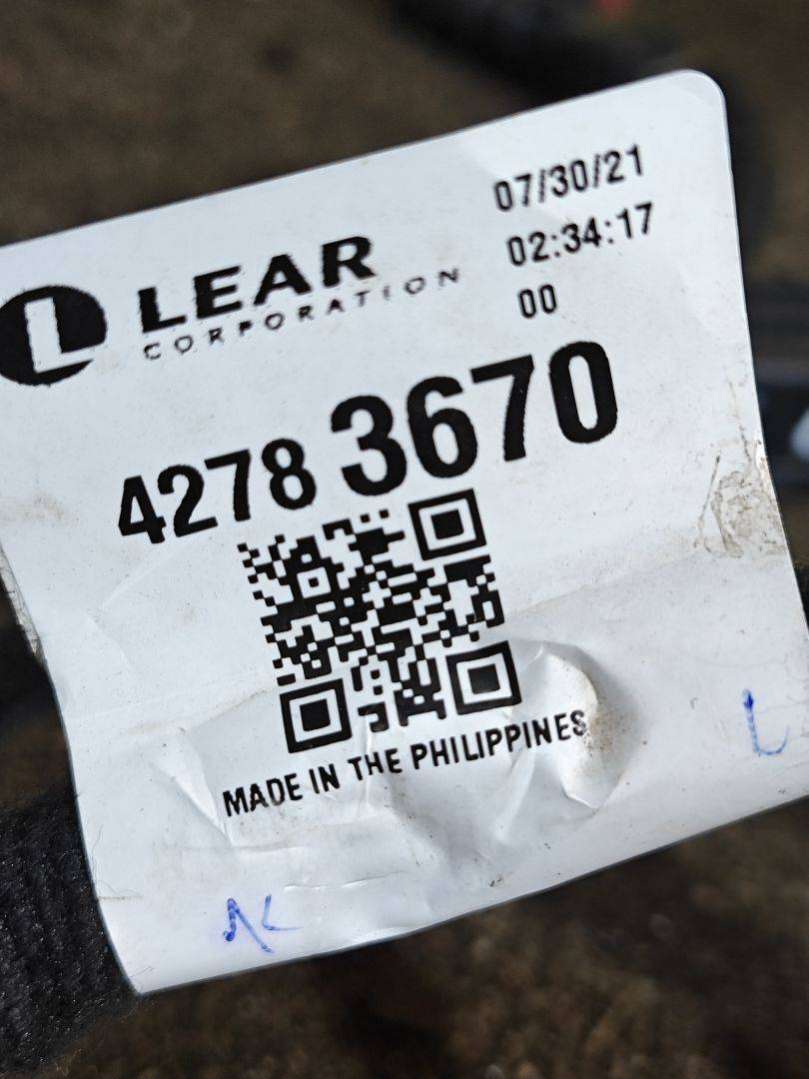 07/30/21
02:34:17
00
L LEAR
CORPORATION
4278 3670
MADE IN THE PHILIPPINES